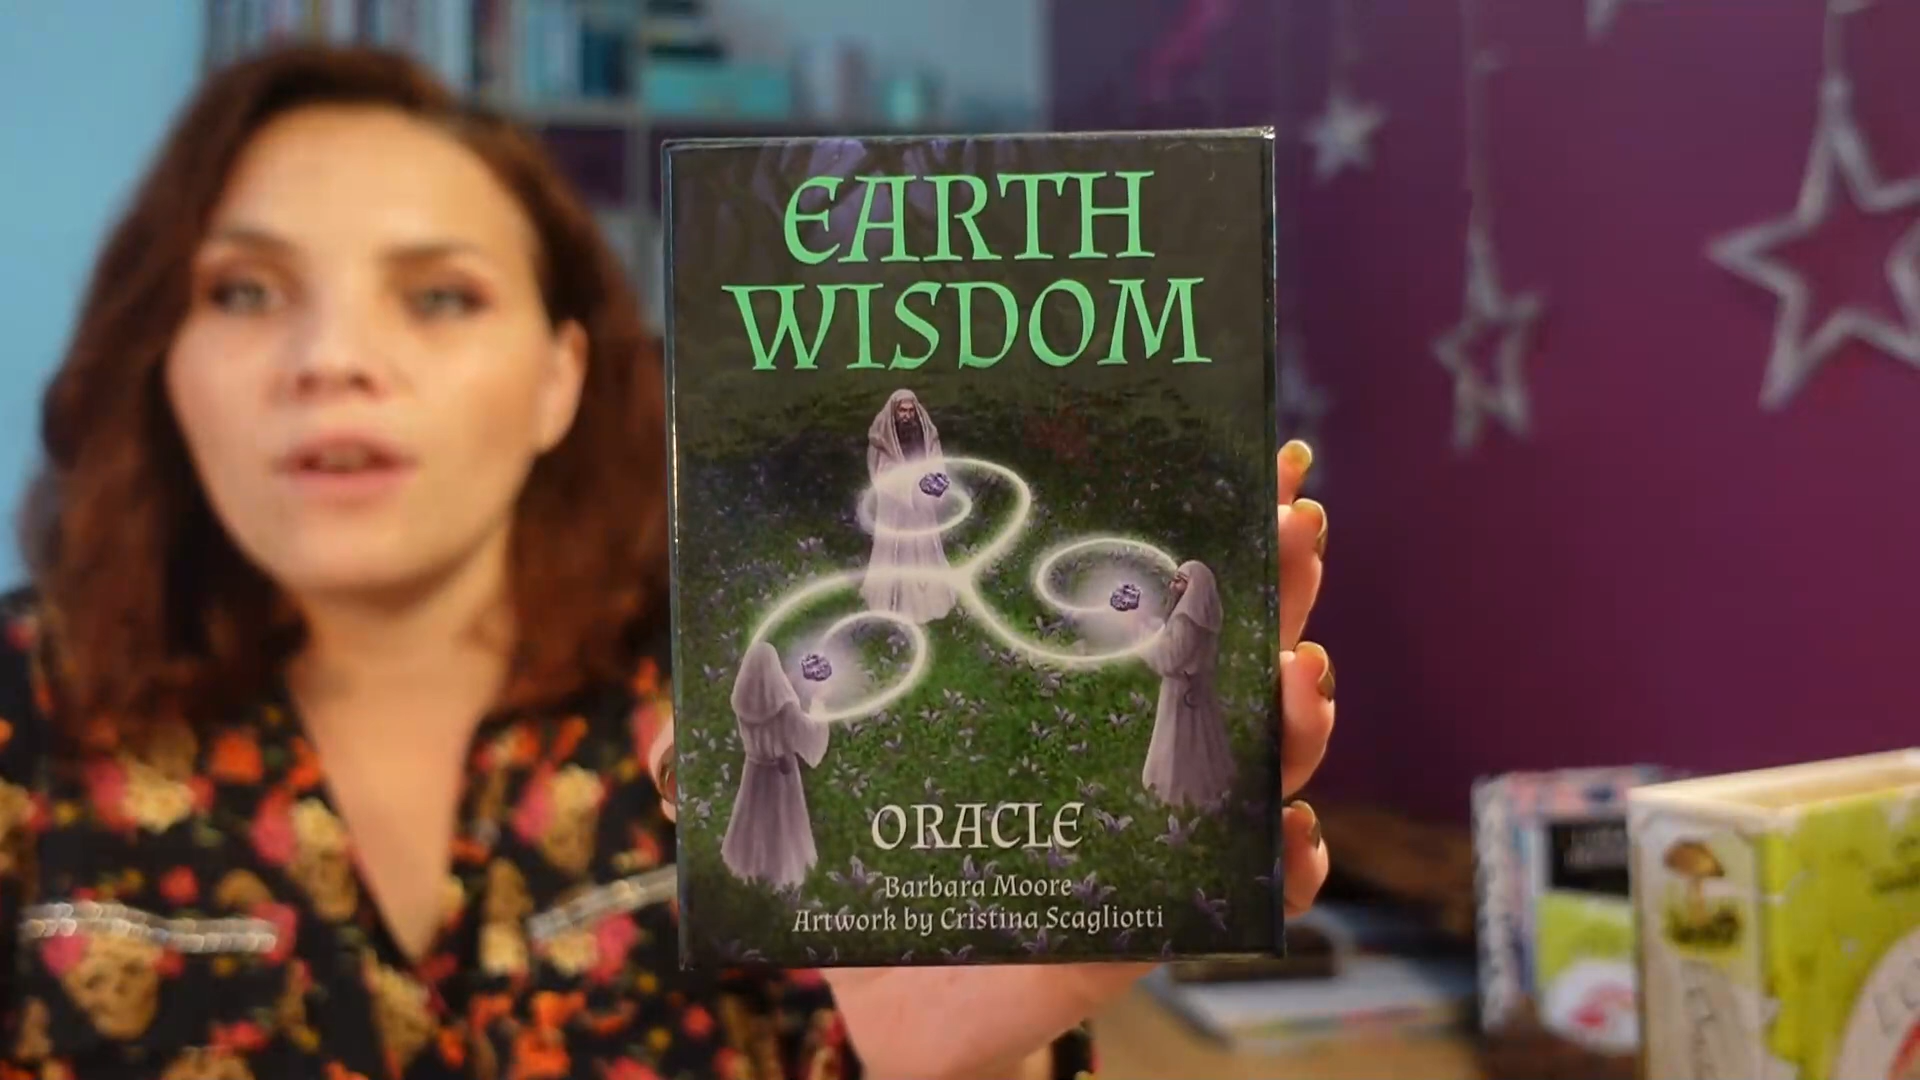 EARTH
WISDOM
ORACLE
Barbara Moore
Artwork by Cristina Scagliotti